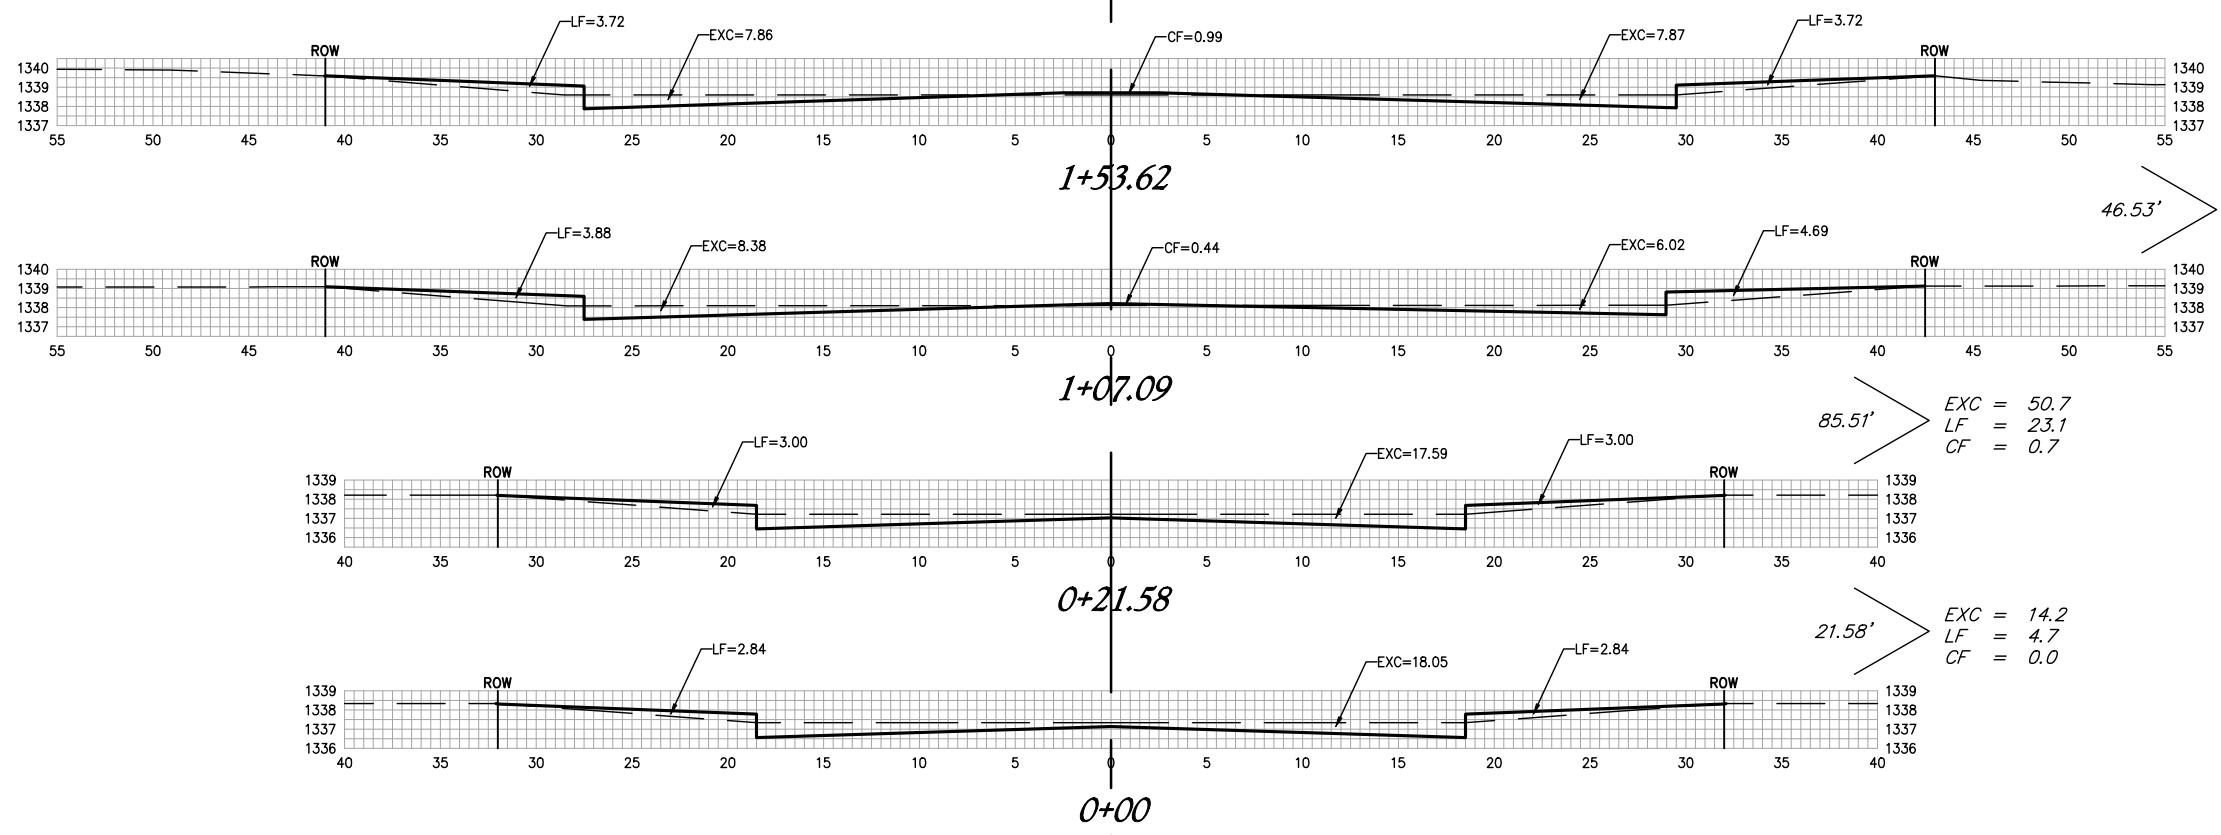 LF=3.72 LF=3.72
EXC=7.86 CF=0.99 EXC=7.87
ROW ROW
1340 1340
1339 1339
1338 1338
1337 1337
55 50 45 40 35 30 25 20 15 10 5 0 5 10 15 20 25 30 35 40 45 50 55
1+53.62
46.53'
LF=3.88 LF=4.69
EXC=8.38 CF=0.44 EXC=6.02
ROW ROW
1340 1340
1339 1339
1338 1338
1337 1337
55 50 45 40 35 30 25 20 15 10 5 0 5 10 15 20 25 30 35 40 45 50 55
1+07.09
85.51'
EXC = 50.7
LF = 23.1
CF = 0.7
LF=3.00 LF=3.00
EXC=17.59
ROW ROW
1339 1339
1338 1338
1337 1337
1336 1336
40 35 30 25 20 15 10 5 0 5 10 15 20 25 30 35 40
0+21.58
21.58'
EXC = 14.2
LF = 4.7
CF = 0.0
LF=2.84 LF=2.84
EXC=18.05
ROW ROW
1339 1339
1338 1338
1337 1337
1336 1336
40 35 30 25 20 15 10 5 0 5 10 15 20 25 30 35 40
0+00